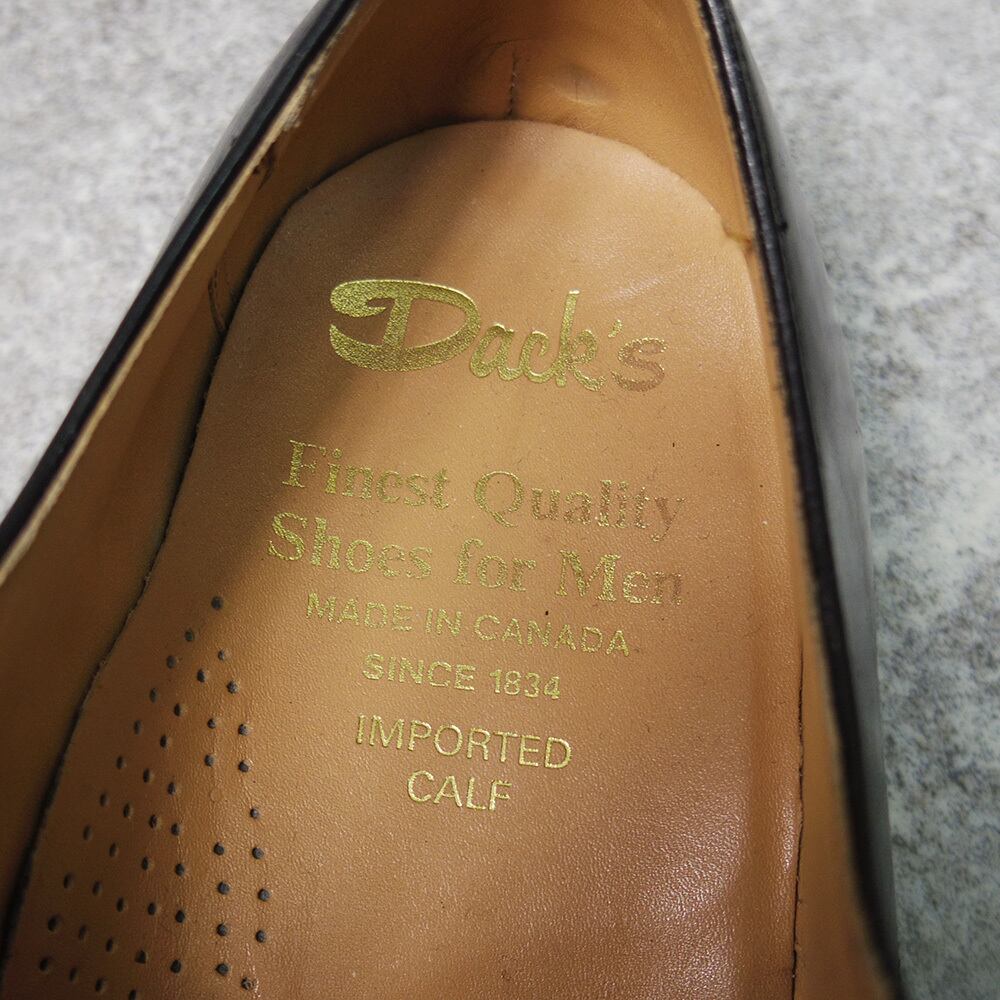 Dack's
Finest Quality
Shoes for Men
MADE IN CANADA
SINCE 1834
IMPORTED
CALF